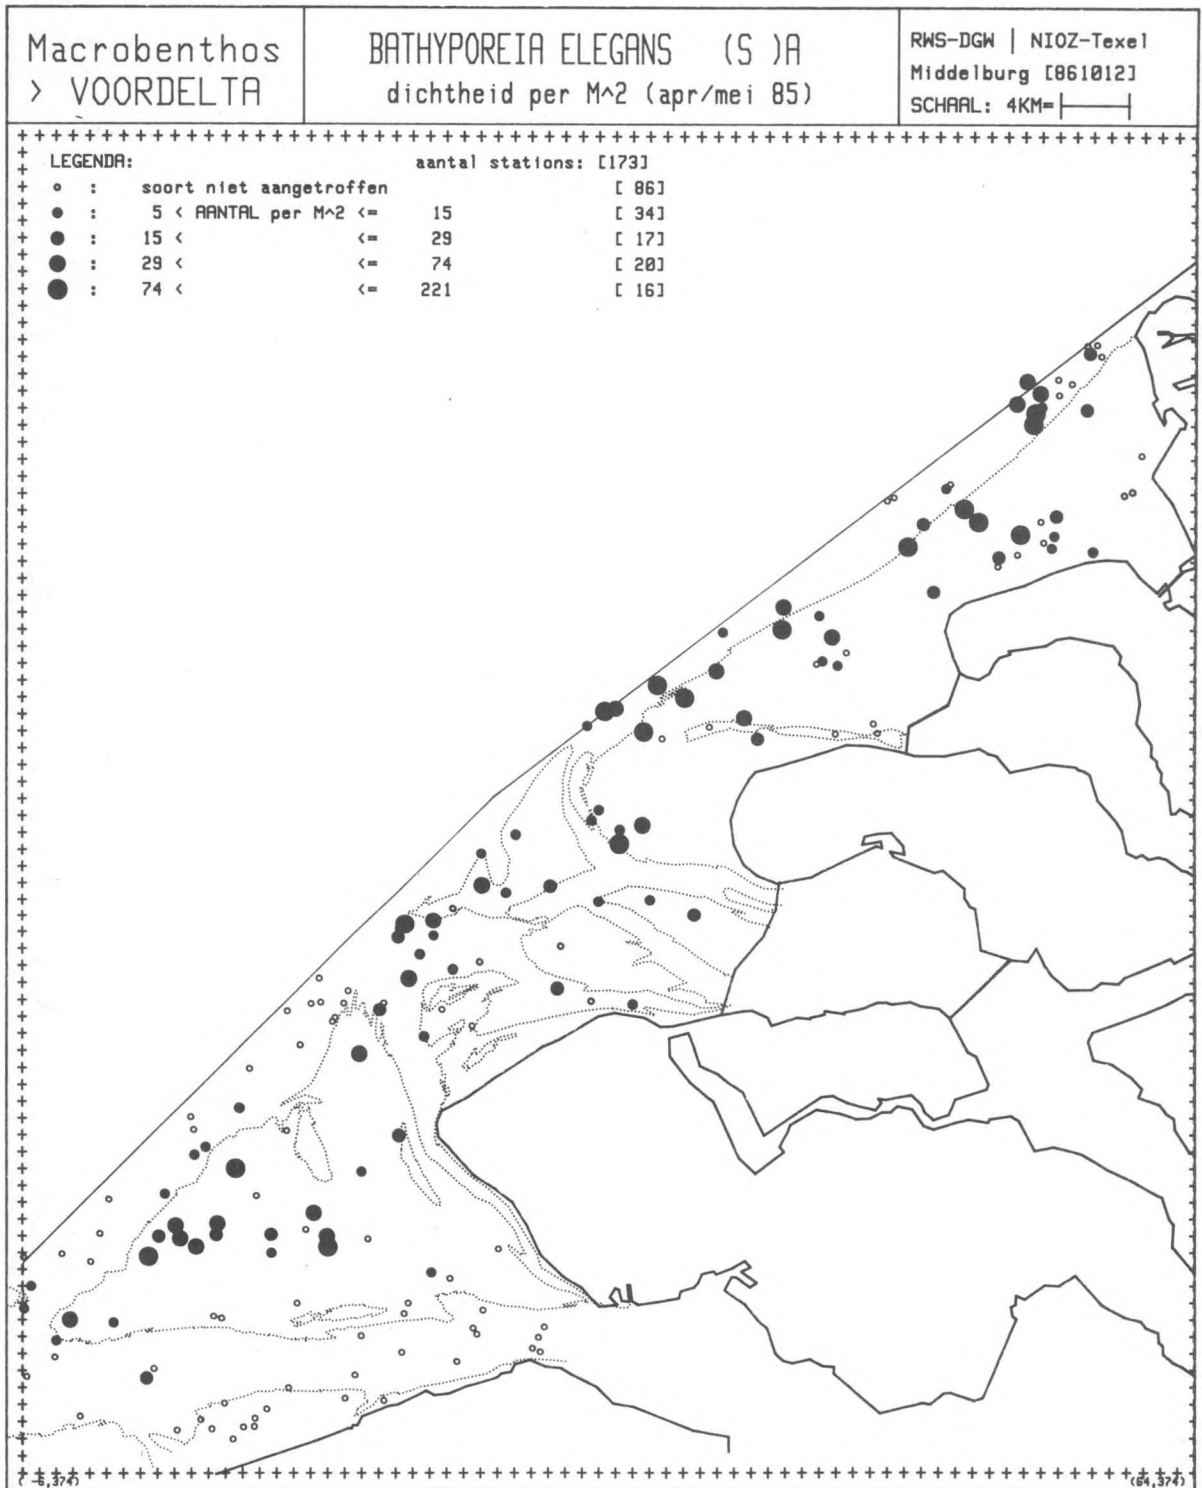 Macrobenthos
> VOORDELTA
BATHYPOREIA ELEGANS (S )A
dichtheid per M^2 (apr/mei 85)
RWS-DGW | NIOZ-Texel
Middelburg [861012]
SCHAAL: 4KM=
LEGENDA: aantal stations: [173]
: soort niet aangetroffen [ 86]
: 5 < AANTAL per M^2 <= 15 [ 34]
: 15 < <= 29 [ 17]
: 29 < <= 74 [ 20]
: 74 < <= 221 [ 16]
( -6,374) (64,374)